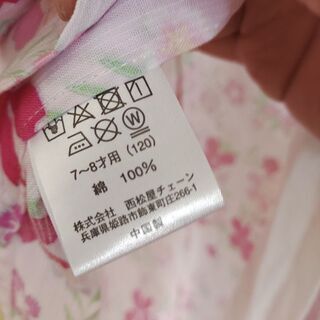 7〜8才用 (120)
綿 100%
株式会社 西松屋チェーン
兵庫県姫路市飾東町庄266-1
中国製